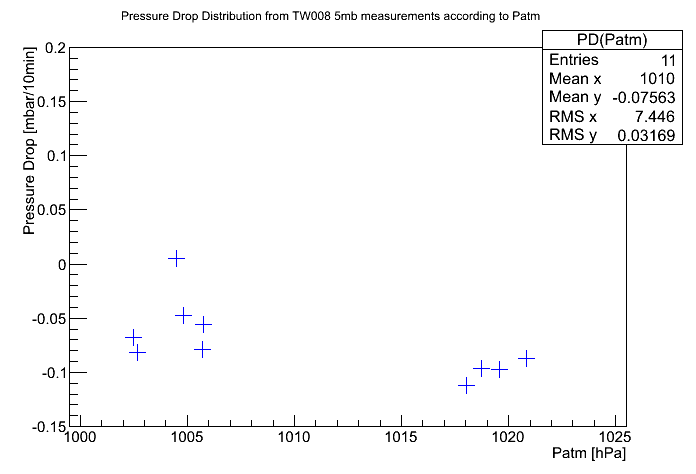 Pressure Drop Distribution from TW008 5mb measurements according to Patm
PD(Patm)
Entries 11
Mean x 1010
Mean y -0.07563
RMS x 7.446
RMS y 0.03169
Pressure Drop [mbar/10min]
0.2
0.15
0.1
0.05
0
-0.05
-0.1
-0.15
1000 1005 1010 1015 1020 1025
Patm [hPa]